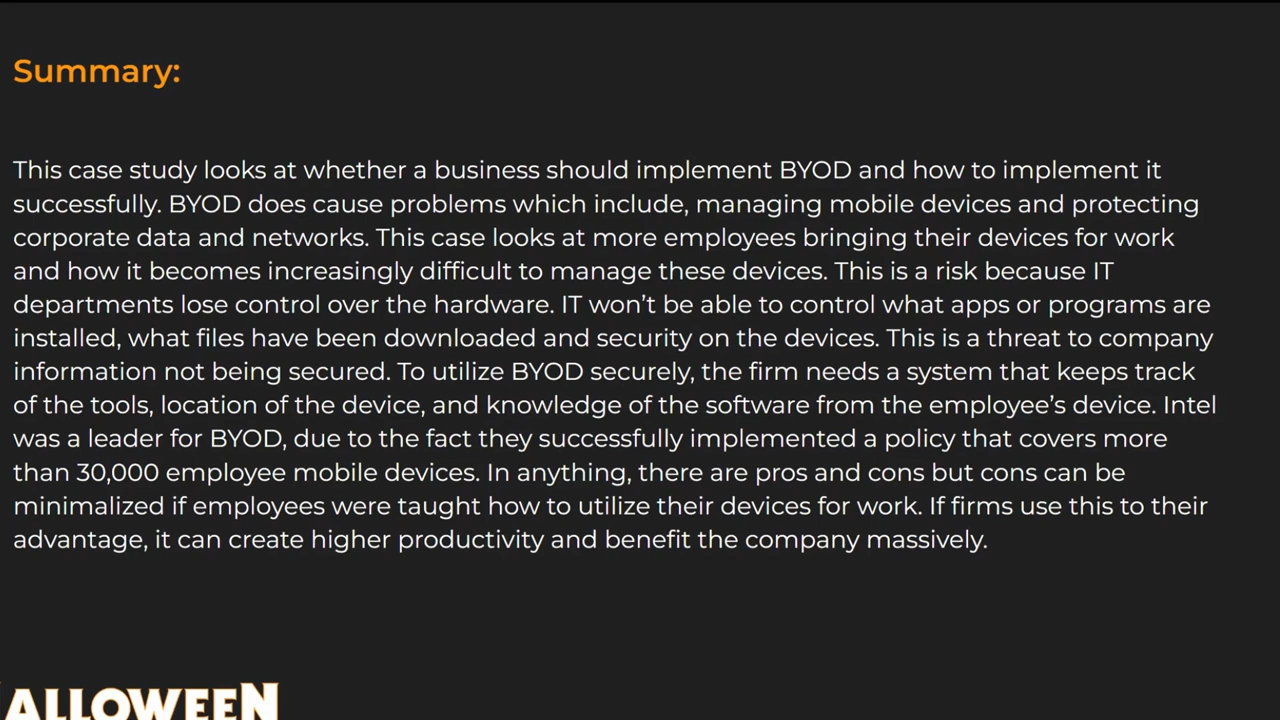 Summary:
This case study looks at whether a business should implement BYOD and how to implement it
successfully. BYOD does cause problems which include, managing mobile devices and protecting
corporate data and networks. This case looks at more employees bringing their devices for work
and how it becomes increasingly difficult to manage these devices. This is a risk because IT
departments lose control over the hardware. IT won’t be able to control what apps or programs are
installed, what files have been downloaded and security on the devices. This is a threat to company
information not being secured. To utilize BYOD securely, the firm needs a system that keeps track
of the tools, location of the device, and knowledge of the software from the employee’s device. Intel
was a leader for BYOD, due to the fact they successfully implemented a policy that covers more
than 30,000 employee mobile devices. In anything, there are pros and cons but cons can be
minimalized if employees were taught how to utilize their devices for work. If firms use this to their
advantage, it can create higher productivity and benefit the company massively.
ALLOWEEN